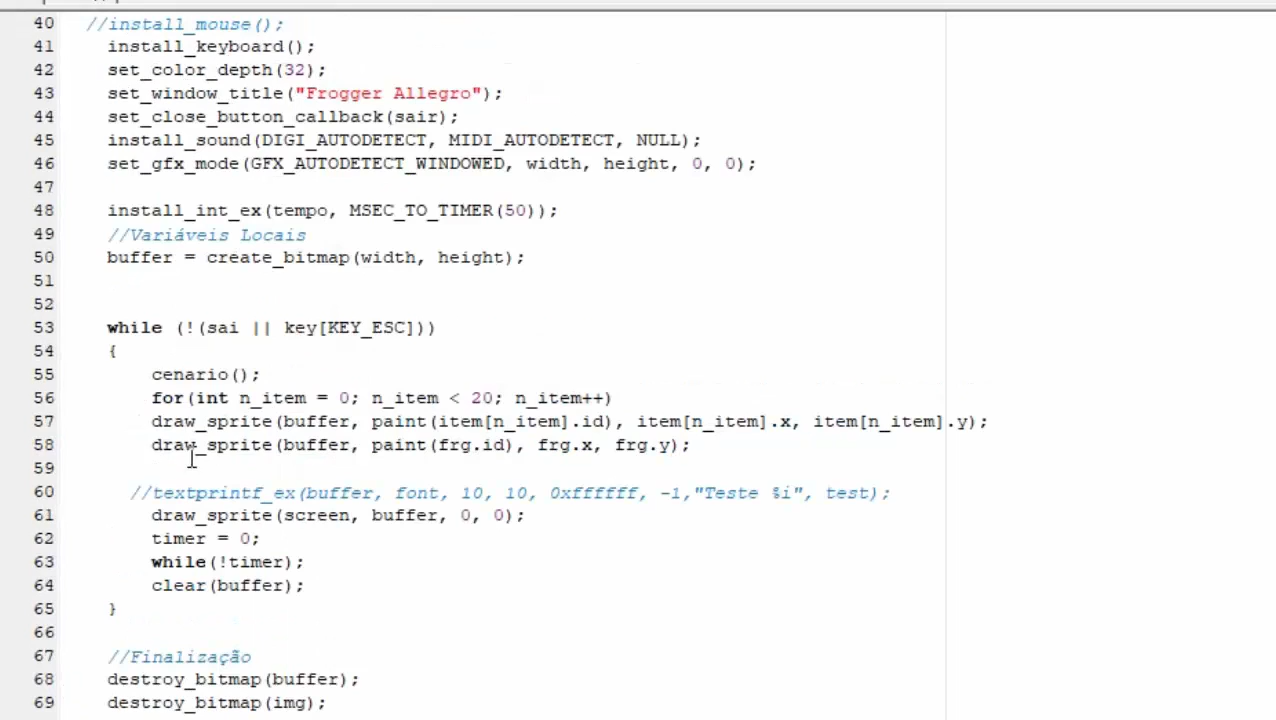 40 //install_mouse();
41 install_keyboard();
42 set_color_depth(32);
43 set_window_title("Frogger Allegro");
44 set_close_button_callback(sair);
45 install_sound(DIGI_AUTODETECT, MIDI_AUTODETECT, NULL);
46 set_gfx_mode(GFX_AUTODETECT_WINDOWED, width, height, 0, 0);
47
48 install_int_ex(tempo, MSEC_TO_TIMER(50));
49 //Variáveis Locais
50 buffer = create_bitmap(width, height);
51
52
53 while (!(sai || key[KEY_ESC]))
54 {
55 cenario();
56 for(int n_item = 0; n_item < 20; n_item++)
57 draw_sprite(buffer, paint(item[n_item].id), item[n_item].x, item[n_item].y);
58 draw_sprite(buffer, paint(frg.id), frg.x, frg.y);
59
60 //textprintf_ex(buffer, font, 10, 10, 0xffffff, -1,"Teste %i", test);
61 draw_sprite(screen, buffer, 0, 0);
62 timer = 0;
63 while(!timer);
64 clear(buffer);
65 }
66
67 //Finalização
68 destroy_bitmap(buffer);
69 destroy_bitmap(img);